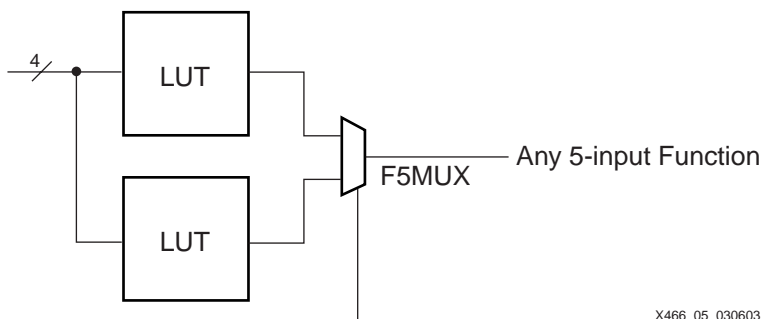 4
LUT
Any 5-input Function
F5MUX
LUT
X466_05_030603